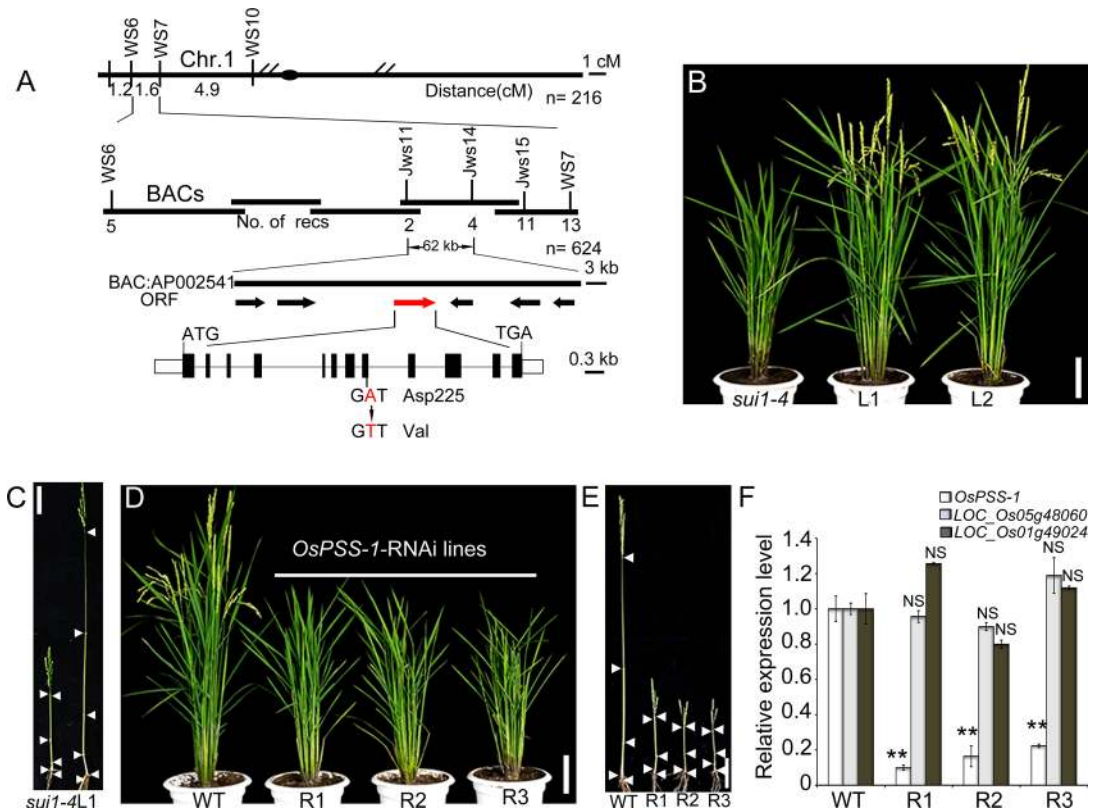 A
WS6
WS7
WS10
Chr.1
1 cM
1.2 1.6 4.9
Distance(cM)
n= 216
WS6
Jws11
Jws14
Jws15
WS7
BACs
No. of recs
5 2 4 11 13
62 kb
n= 624
BAC:AP002541
3 kb
ORF
ATG
TGA
0.3 kb
GAT Asp225
GTT Val
B
sui1-4 L1 L2
C
sui1-4 L1
D
OsPSS-1-RNAi lines
WT R1 R2 R3
E
WT R1 R2 R3
F
OsPSS-1
LOC_Os05g48060
LOC_Os01g49024
Relative expression level
1.4
1.2
1.0
0.8
0.6
0.4
0.2
0
NS NS NS NS NS NS
** ** **
WT R1 R2 R3